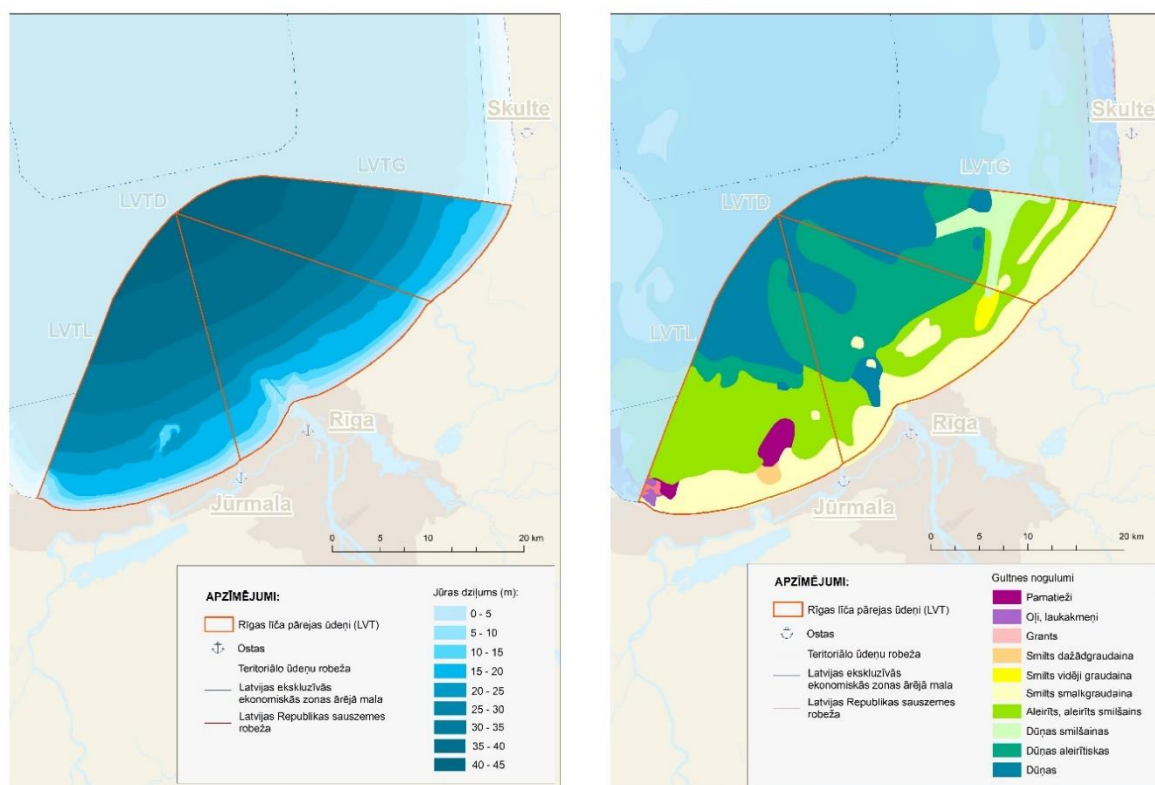 Skulte
LVTG
LVTD
LVTL
Rīga
Jūrmala
0 5 10 20 km
APZĪMĒJUMI:
Rīgas līča pārejas ūdeņi (LVT)
Ostas
Teritoriālo ūdeņu robeža
Latvijas ekskluzīvās
ekonomiskās zonas ārējā mala
Latvijas Republikas sauszemes
robeža
Jūras dziļums (m):
0 - 5
5 - 10
10 - 15
15 - 20
20 - 25
25 - 30
30 - 35
35 - 40
40 - 45
Skulte
LVTG
LVTD
LVTL
Rīga
Jūrmala
0 5 10 20 km
APZĪMĒJUMI:
Rīgas līča pārejas ūdeņi (LVT)
Ostas
Teritoriālo ūdeņu robeža
Latvijas ekskluzīvās
ekonomiskās zonas ārējā mala
Latvijas Republikas sauszemes
robeža
Gultnes nogulumi
Pamatieži
Oļi, laukakmeņi
Grants
Smilts dažādgraudaina
Smilts vidēji graudaina
Smilts smalkgraudaina
Aleirīts, aleirīts smilšains
Dūņas smilšainas
Dūņas aleirītiskas
Dūņas